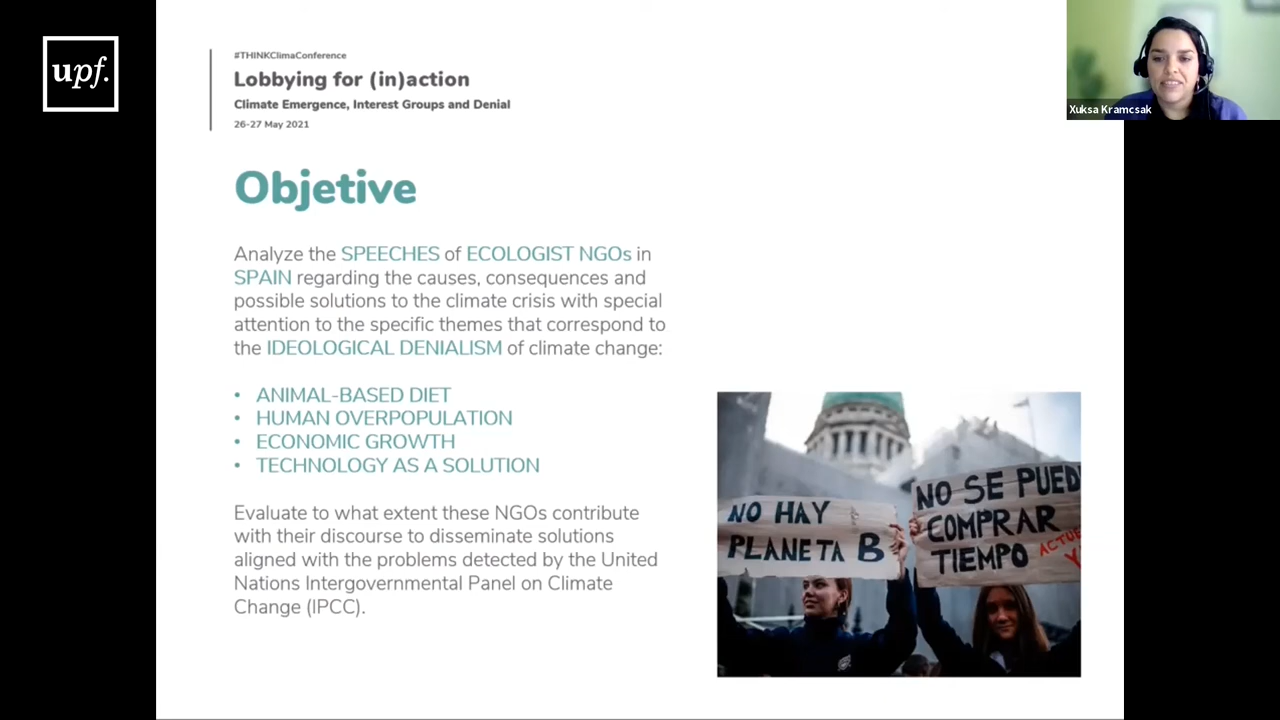 upf.
#THINKClimaConference
Lobbying for (in)action
Climate Emergence, Interest Groups and Denial
26-27 May 2021
Xuksa Kramcsak
Objetive
Analyze the SPEECHES of ECOLOGIST NGOs in
SPAIN regarding the causes, consequences and
possible solutions to the climate crisis with special
attention to the specific themes that correspond to
the IDEOLOGICAL DENIALISM of climate change:
• ANIMAL-BASED DIET
• HUMAN OVERPOPULATION
• ECONOMIC GROWTH
• TECHNOLOGY AS A SOLUTION
Evaluate to what extent these NGOs contribute
with their discourse to disseminate solutions
aligned with the problems detected by the United
Nations Intergovernmental Panel on Climate
Change (IPCC).
NO HAY
PLANETA B
NO SE PUED
COMPRAR
TIEMPO
ACTUE
Y